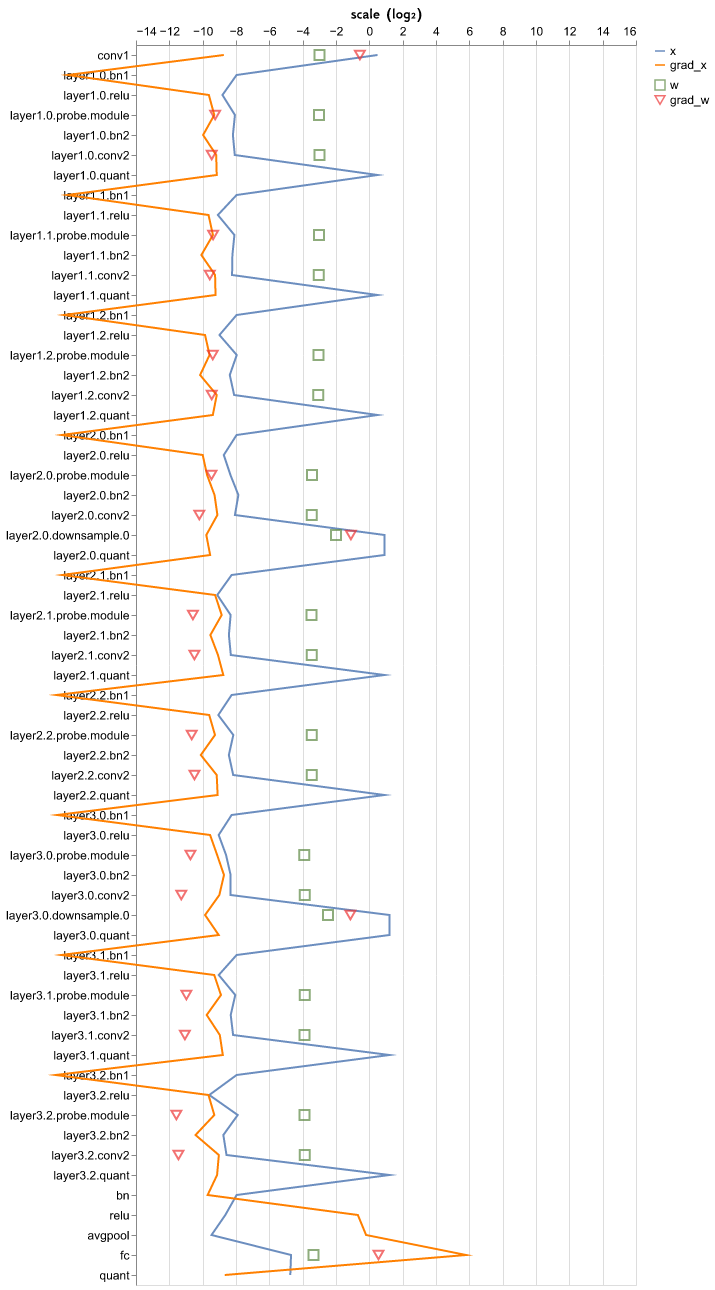 scale (log₂)
−14 −12 −10 −8 −6 −4 −2 0 2 4 6 8 10 12 14 16
x
grad_x
w
grad_w
conv1
layer1.0.bn1
layer1.0.relu
layer1.0.probe.module
layer1.0.bn2
layer1.0.conv2
layer1.0.quant
layer1.1.bn1
layer1.1.relu
layer1.1.probe.module
layer1.1.bn2
layer1.1.conv2
layer1.1.quant
layer1.2.bn1
layer1.2.relu
layer1.2.probe.module
layer1.2.bn2
layer1.2.conv2
layer1.2.quant
layer2.0.bn1
layer2.0.relu
layer2.0.probe.module
layer2.0.bn2
layer2.0.conv2
layer2.0.downsample.0
layer2.0.quant
layer2.1.bn1
layer2.1.relu
layer2.1.probe.module
layer2.1.bn2
layer2.1.conv2
layer2.1.quant
layer2.2.bn1
layer2.2.relu
layer2.2.probe.module
layer2.2.bn2
layer2.2.conv2
layer2.2.quant
layer3.0.bn1
layer3.0.relu
layer3.0.probe.module
layer3.0.bn2
layer3.0.conv2
layer3.0.downsample.0
layer3.0.quant
layer3.1.bn1
layer3.1.relu
layer3.1.probe.module
layer3.1.bn2
layer3.1.conv2
layer3.1.quant
layer3.2.bn1
layer3.2.relu
layer3.2.probe.module
layer3.2.bn2
layer3.2.conv2
layer3.2.quant
bn
relu
avgpool
fc
quant